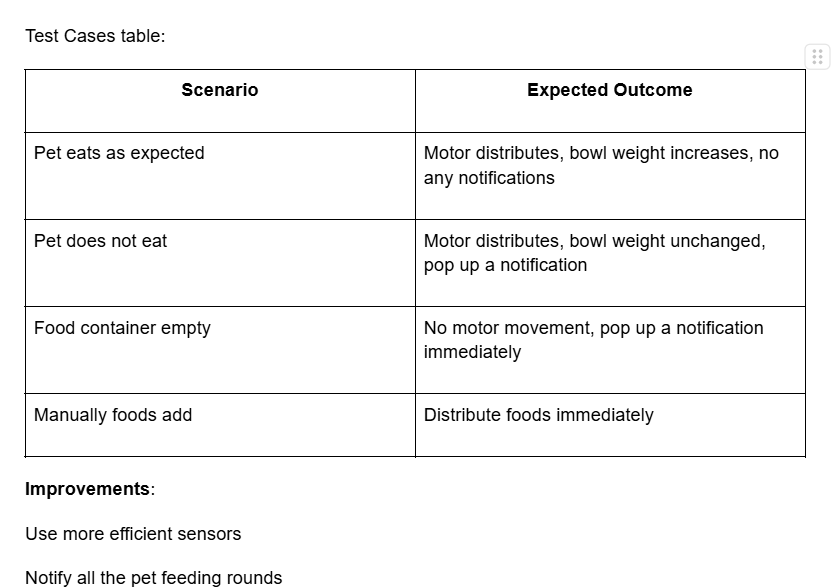 Test Cases table:
Scenario
Expected Outcome
Pet eats as expected
Motor distributes, bowl weight increases, no
any notifications
Pet does not eat
Motor distributes, bowl weight unchanged,
pop up a notification
Food container empty
No motor movement, pop up a notification
immediately
Manually foods add
Distribute foods immediately
Improvements:
Use more efficient sensors
Notify all the pet feeding rounds